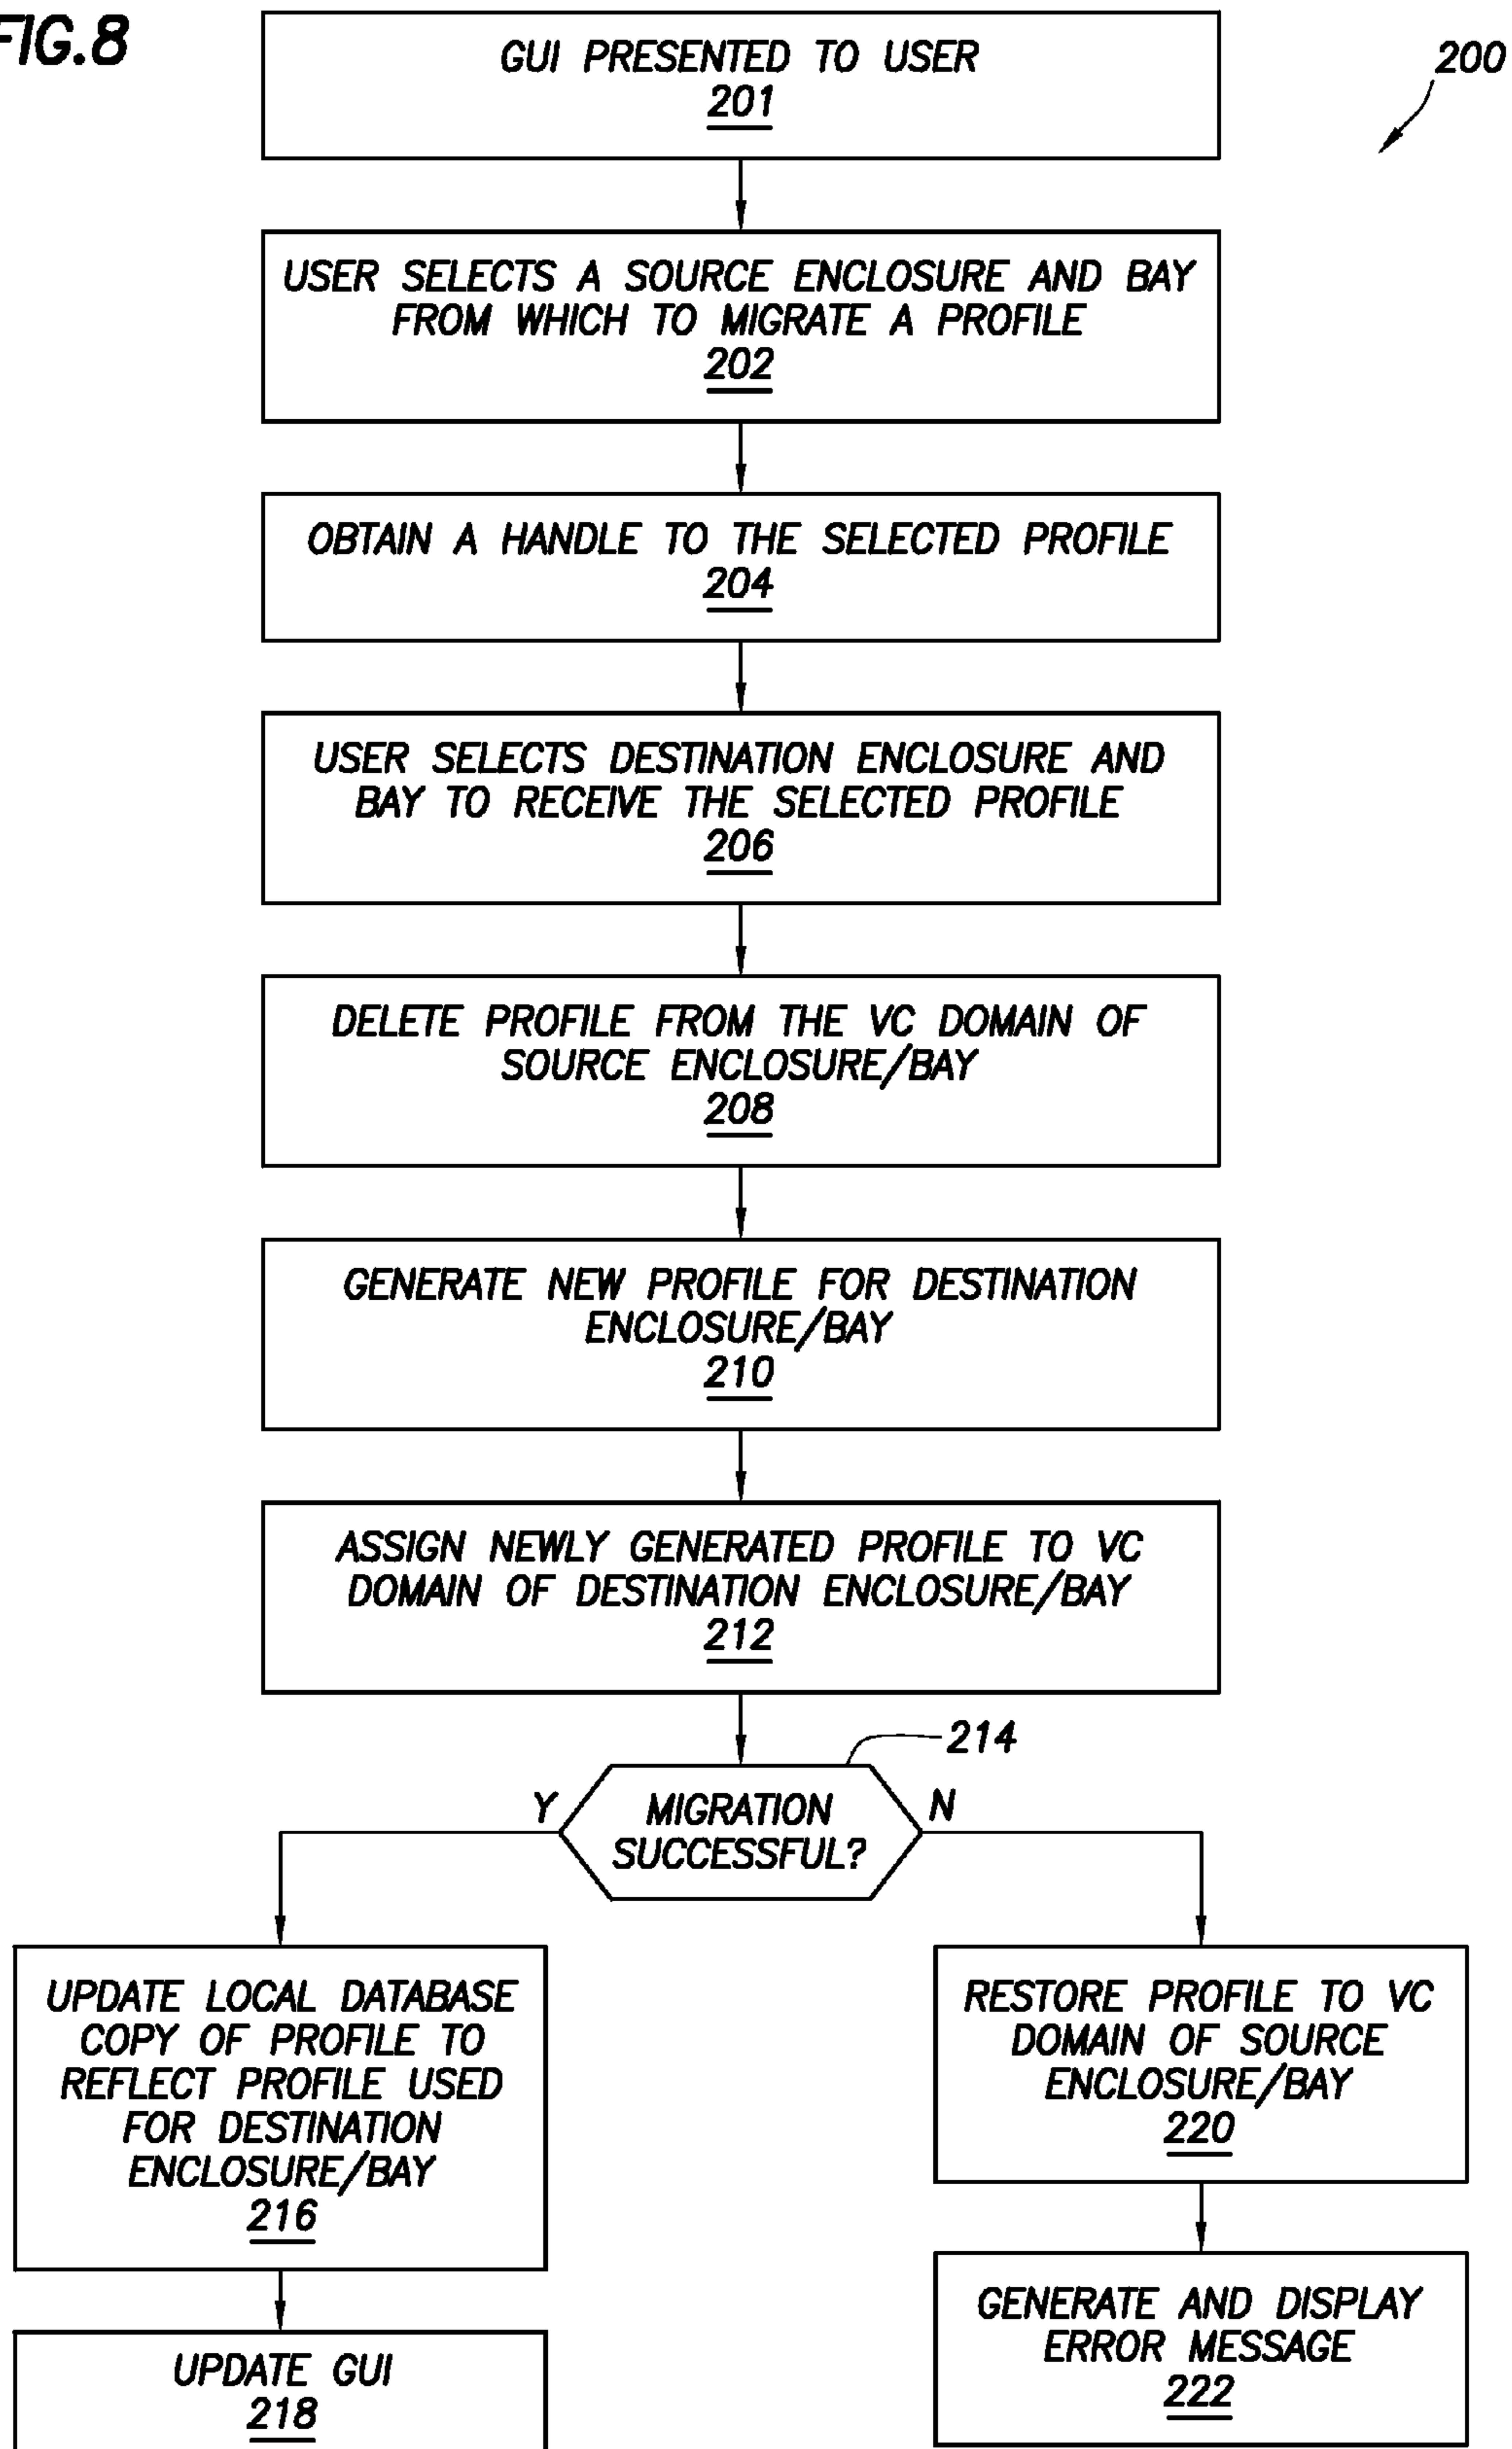 FIG.8
200
GUI PRESENTED TO USER
201
USER SELECTS A SOURCE ENCLOSURE AND BAY
FROM WHICH TO MIGRATE A PROFILE
202
OBTAIN A HANDLE TO THE SELECTED PROFILE
204
USER SELECTS DESTINATION ENCLOSURE AND
BAY TO RECEIVE THE SELECTED PROFILE
206
DELETE PROFILE FROM THE VC DOMAIN OF
SOURCE ENCLOSURE/BAY
208
GENERATE NEW PROFILE FOR DESTINATION
ENCLOSURE/BAY
210
ASSIGN NEWLY GENERATED PROFILE TO VC
DOMAIN OF DESTINATION ENCLOSURE/BAY
212
214
Y
MIGRATION
SUCCESSFUL?
N
UPDATE LOCAL DATABASE
COPY OF PROFILE TO
REFLECT PROFILE USED
FOR DESTINATION
ENCLOSURE/BAY
216
UPDATE GUI
218
RESTORE PROFILE TO VC
DOMAIN OF SOURCE
ENCLOSURE/BAY
220
GENERATE AND DISPLAY
ERROR MESSAGE
222